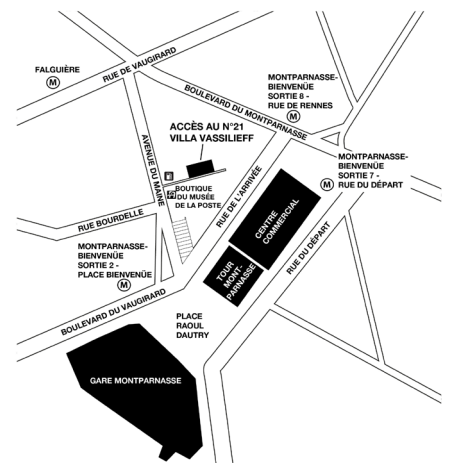 FALGUIÈRE
M
RUE DE VAUGIRARD
MONTPARNASSE-
BIENVENÜE
SORTIE 8 -
RUE DE RENNES
M
BOULEVARD DU MONTPARNASSE
ACCÈS AU N°21
VILLA VASSILIEFF
AVENUE DU MAINE
MONTPARNASSE-
BIENVENÜE
SORTIE 7 -
RUE DU DÉPART
M
BOUTIQUE
DU MUSÉE
DE LA POSTE
RUE DE L'ARRIVÉE
RUE BOURDELLE
CENTRE
COMMERCIAL
RUE DU DÉPART
MONTPARNASSE-
BIENVENÜE
SORTIE 2 -
PLACE BIENVENÜE
M
TOUR
MONT-
PARNASSE
BOULEVARD DU VAUGIRARD
PLACE
RAOUL
DAUTRY
GARE MONTPARNASSE